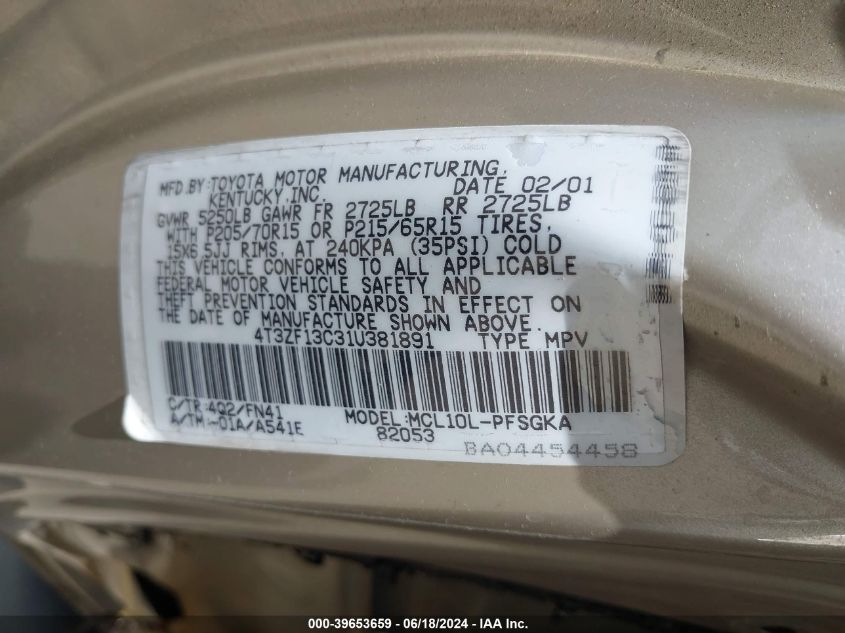 MFD.BY:TOYOTA MOTOR MANUFACTURING,
KENTUCKY,INC. DATE 02/01
GVWR 5250LB GAWR FR 2725LB RR 2725LB
WITH P205/70R15 OR P215/65R15 TIRES,
15X6.5JJ RIMS, AT 240KPA (35PSI) COLD
THIS VEHICLE CONFORMS TO ALL APPLICABLE
FEDERAL MOTOR VEHICLE SAFETY AND
THEFT PREVENTION STANDARDS IN EFFECT ON
THE DATE OF MANUFACTURE SHOWN ABOVE.
4T3ZF13C31U381891 TYPE MPV
C/TR:4Q2/FN41 MODEL:MCL10L-PFSGKA
A/TM:-01A/A541E 82053
BA04454458
000-39653659 / 06/18/2024 - IAA Inc.